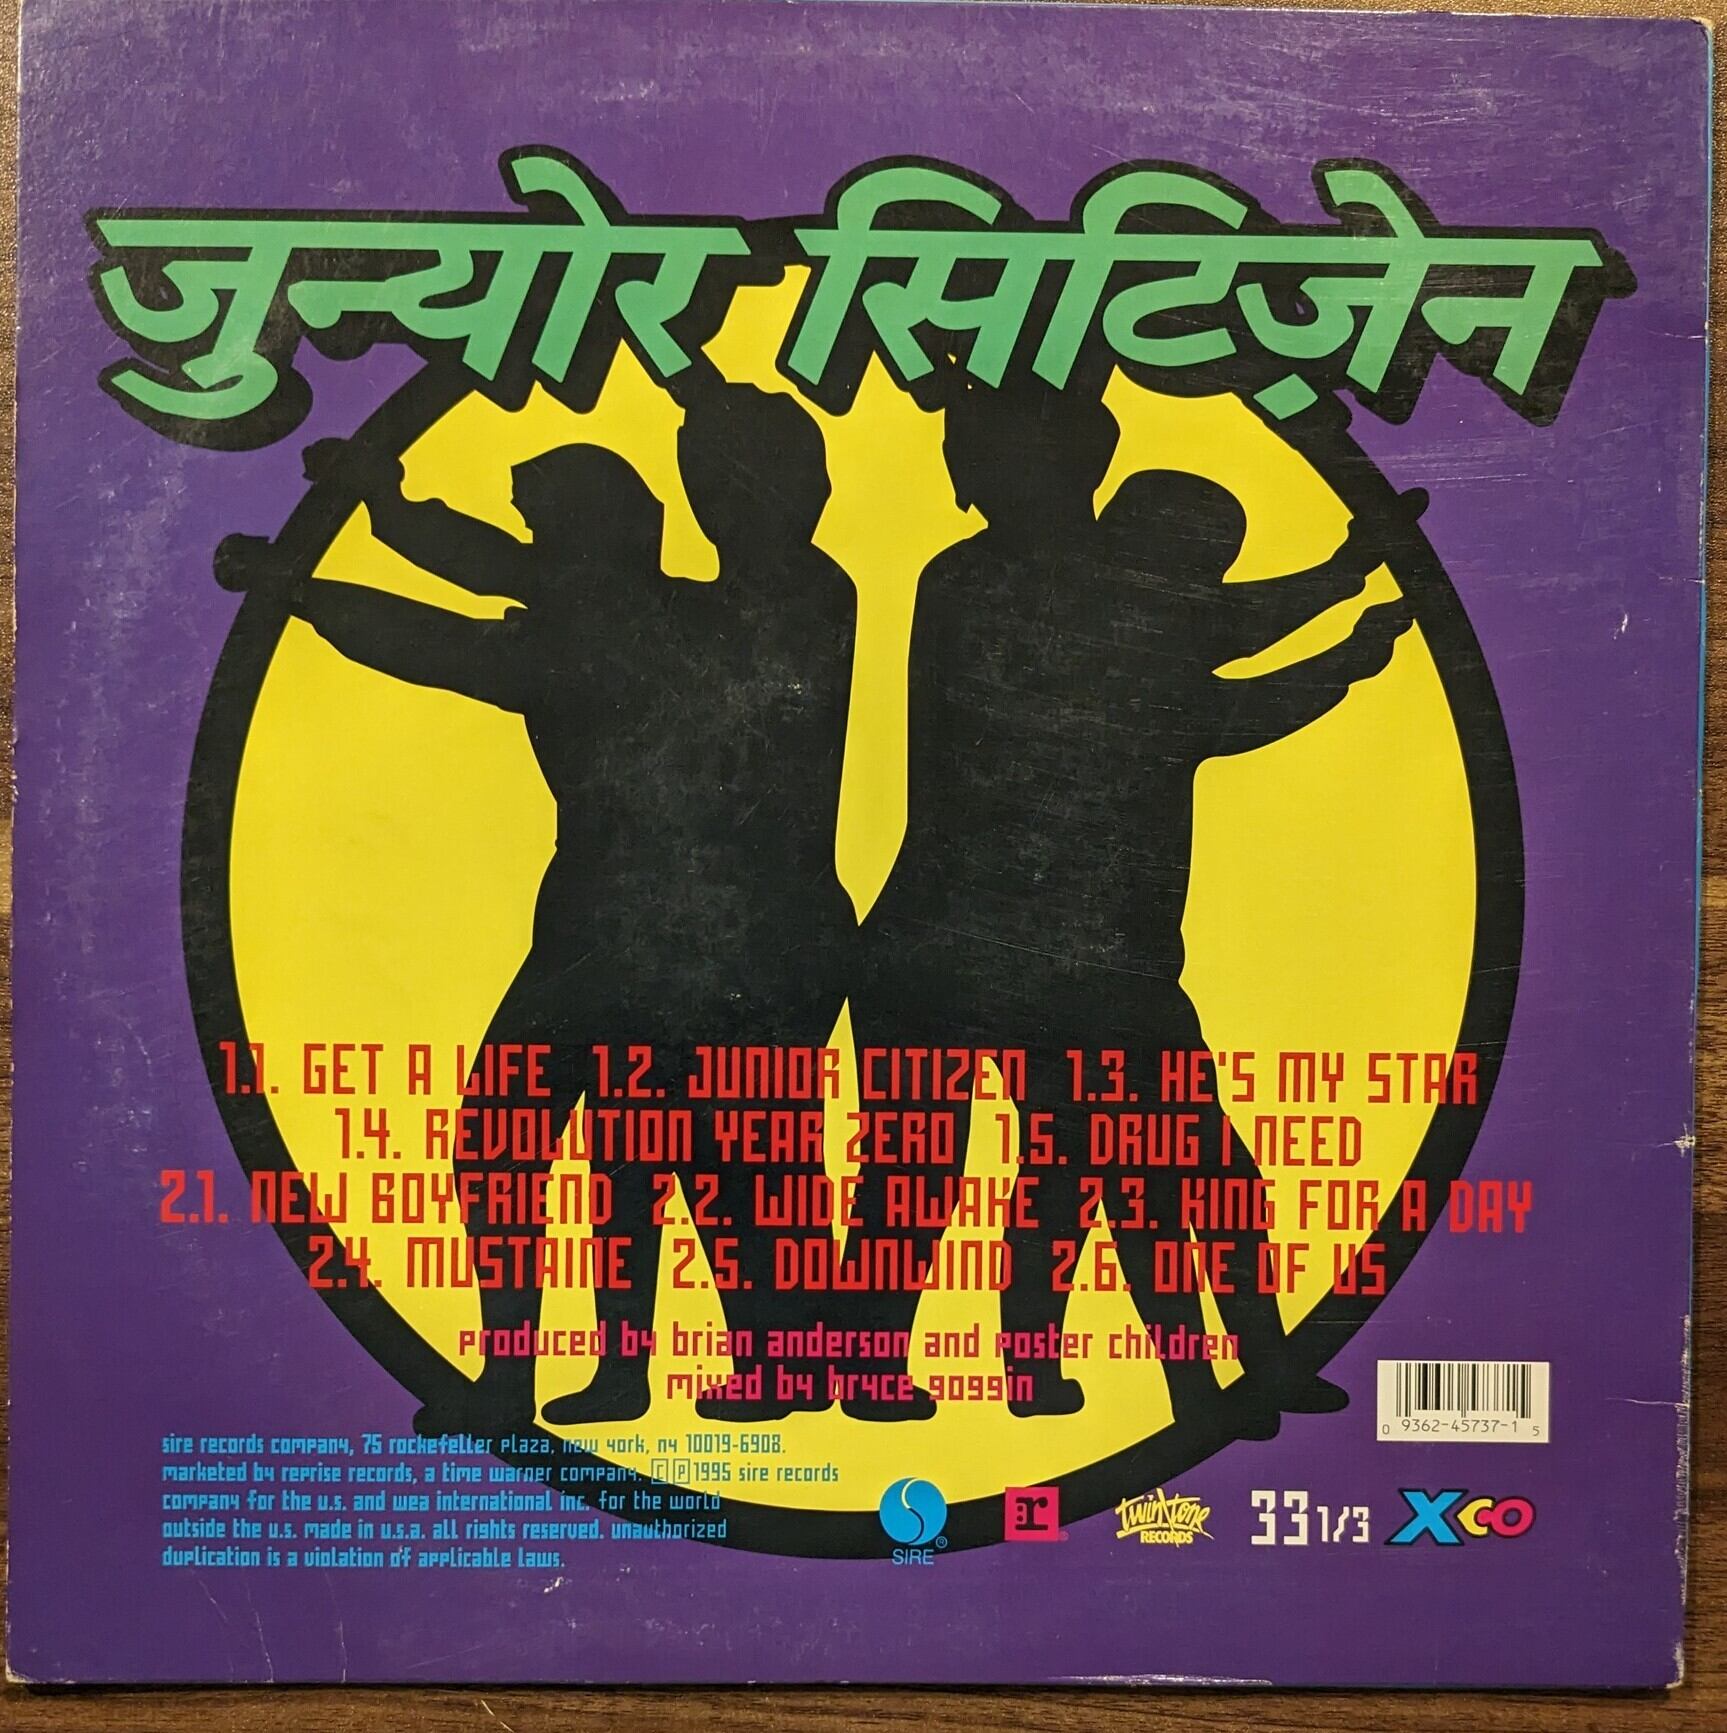 जुन्योर सिटिज़ेन
1.1. GET A LIFE 1.2. JUNIOR CITIZEN 1.3. HE'S MY STAR
1.4. REVOLUTION YEAR ZERO 1.5. DRUG I NEED
2.1. NEW BOYFRIEND 2.2. WIDE AWAKE 2.3. KING FOR A DAY
2.4. MUSTAINE 2.5. DOWNWIND 2.6. ONE OF US
produced by brian anderson and poster children
mixed by bryce goggin
0 9362-45737-1 5
sire records company, 75 rockefeller plaza, new york, ny 10019-6908.
marketed by reprise records, a time warner company. © ℗ 1995 sire records
company for the u.s. and wea international inc. for the world
outside the u.s. made in u.s.a. all rights reserved. unauthorized
duplication is a violation of applicable laws.
S SIRE ® r ® twin/tone RECORDS 33 1/3 XCO